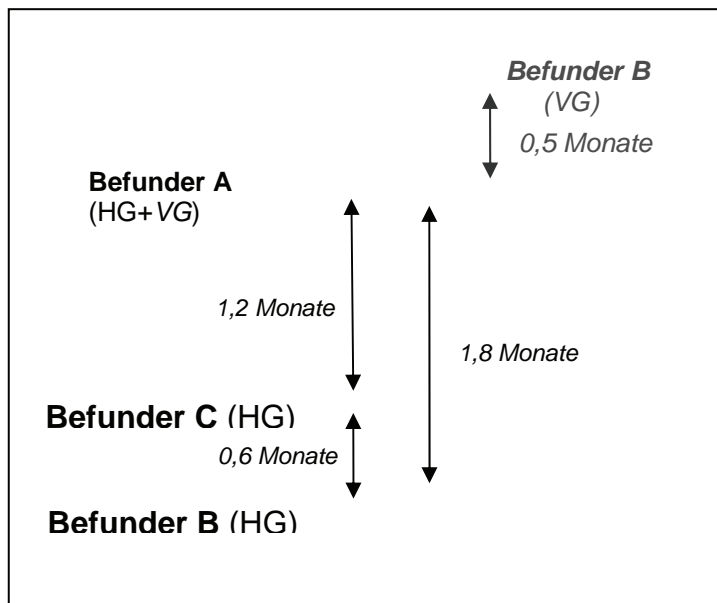 Befunder B
(VG)
0,5 Monate
Befunder A
(HG+VG)
1,2 Monate
1,8 Monate
Befunder C (HG)
0,6 Monate
Befunder B (HG)